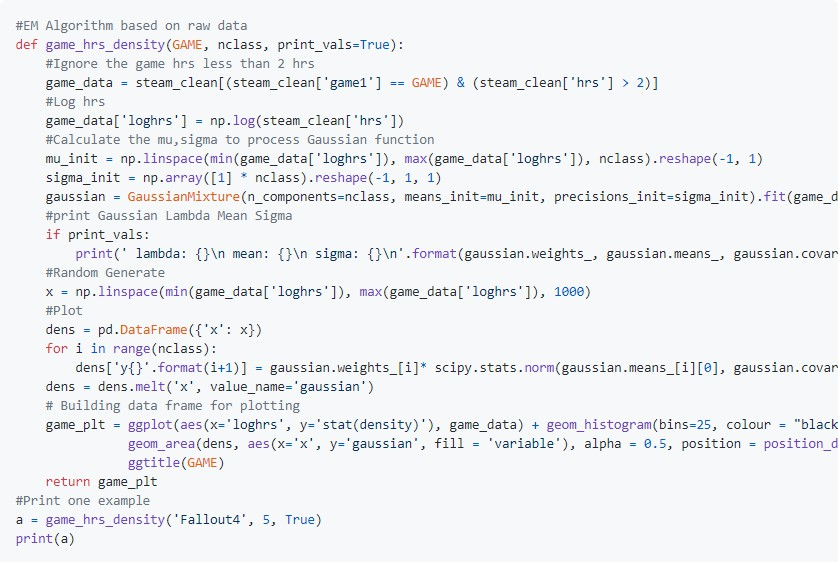 #EM Algorithm based on raw data
def game_hrs_density(GAME, nclass, print_vals=True):
    #Ignore the game hrs less than 2 hrs
    game_data = steam_clean[(steam_clean['game1'] == GAME) & (steam_clean['hrs'] > 2)]
    #Log hrs
    game_data['loghrs'] = np.log(steam_clean['hrs'])
    #Calculate the mu,sigma to process Gaussian function
    mu_init = np.linspace(min(game_data['loghrs']), max(game_data['loghrs']), nclass).reshape(-1, 1)
    sigma_init = np.array([1] * nclass).reshape(-1, 1, 1)
    gaussian = GaussianMixture(n_components=nclass, means_init=mu_init, precisions_init=sigma_init).fit(game_d
    #print Gaussian Lambda Mean Sigma
    if print_vals:
        print(' lambda: {}\n mean: {}\n sigma: {}\n'.format(gaussian.weights_, gaussian.means_, gaussian.covar
    #Random Generate
    x = np.linspace(min(game_data['loghrs']), max(game_data['loghrs']), 1000)
    #Plot
    dens = pd.DataFrame({'x': x})
    for i in range(nclass):
        dens['y{}'.format(i+1)] = gaussian.weights_[i]* scipy.stats.norm(gaussian.means_[i][0], gaussian.covar
    dens = dens.melt('x', value_name='gaussian')
    # Building data frame for plotting
    game_plt = ggplot(aes(x='loghrs', y='stat(density)'), game_data) + geom_histogram(bins=25, colour = "black
               geom_area(dens, aes(x='x', y='gaussian', fill = 'variable'), alpha = 0.5, position = position_d
               ggtitle(GAME)
    return game_plt
#Print one example
a = game_hrs_density('Fallout4', 5, True)
print(a)